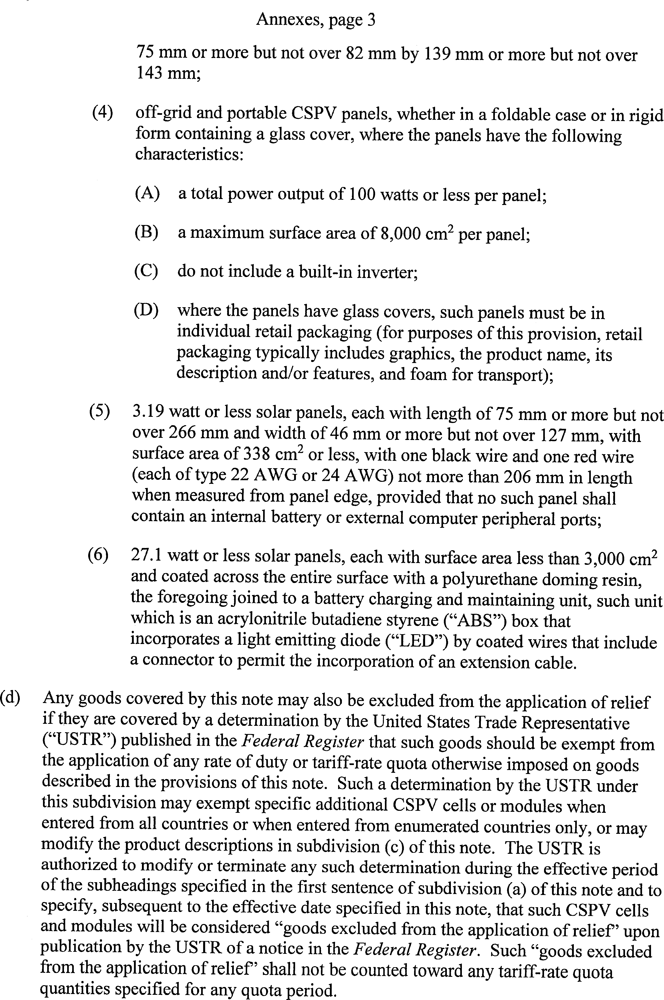 Annexes, page 3
75 mm or more but not over 82 mm by 139 mm or more but not over
143 mm;
(4) off-grid and portable CSPV panels, whether in a foldable case or in rigid
form containing a glass cover, where the panels have the following
characteristics:
(A) a total power output of 100 watts or less per panel;
(B) a maximum surface area of 8,000 cm² per panel;
(C) do not include a built-in inverter;
(D) where the panels have glass covers, such panels must be in
individual retail packaging (for purposes of this provision, retail
packaging typically includes graphics, the product name, its
description and/or features, and foam for transport);
(5) 3.19 watt or less solar panels, each with length of 75 mm or more but not
over 266 mm and width of 46 mm or more but not over 127 mm, with
surface area of 338 cm² or less, with one black wire and one red wire
(each of type 22 AWG or 24 AWG) not more than 206 mm in length
when measured from panel edge, provided that no such panel shall
contain an internal battery or external computer peripheral ports;
(6) 27.1 watt or less solar panels, each with surface area less than 3,000 cm²
and coated across the entire surface with a polyurethane doming resin,
the foregoing joined to a battery charging and maintaining unit, such unit
which is an acrylonitrile butadiene styrene (“ABS”) box that
incorporates a light emitting diode (“LED”) by coated wires that include
a connector to permit the incorporation of an extension cable.
(d) Any goods covered by this note may also be excluded from the application of relief
if they are covered by a determination by the United States Trade Representative
(“USTR”) published in the Federal Register that such goods should be exempt from
the application of any rate of duty or tariff-rate quota otherwise imposed on goods
described in the provisions of this note. Such a determination by the USTR under
this subdivision may exempt specific additional CSPV cells or modules when
entered from all countries or when entered from enumerated countries only, or may
modify the product descriptions in subdivision (c) of this note. The USTR is
authorized to modify or terminate any such determination during the effective period
of the subheadings specified in the first sentence of subdivision (a) of this note and to
specify, subsequent to the effective date specified in this note, that such CSPV cells
and modules will be considered “goods excluded from the application of relief” upon
publication by the USTR of a notice in the Federal Register. Such “goods excluded
from the application of relief” shall not be counted toward any tariff-rate quota
quantities specified for any quota period.